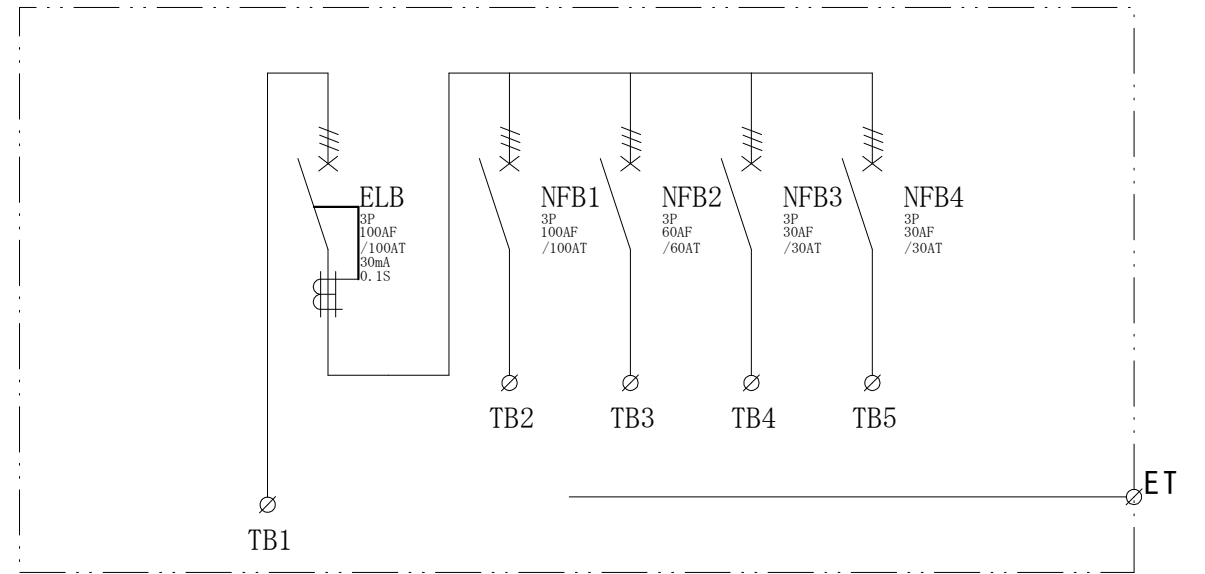 ELB
3P
100AF
/100AT
30mA
0.1S
NFB1
3P
100AF
/100AT
NFB2
3P
60AF
/60AT
NFB3
3P
30AF
/30AT
NFB4
3P
30AF
/30AT
TB2
TB3
TB4
TB5
ET
TB1